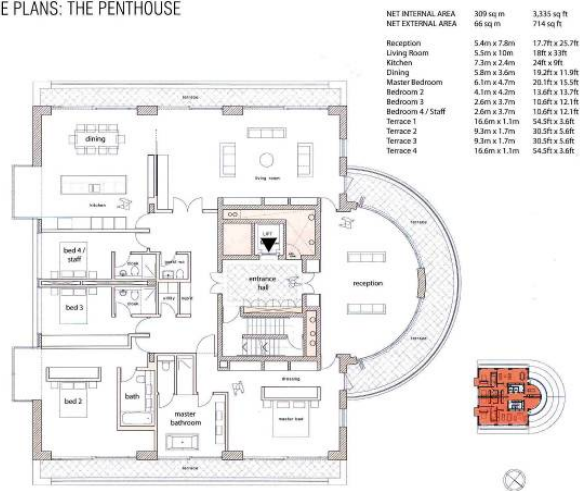 E PLANS: THE PENTHOUSE
NET INTERNAL AREA 309 sq m 3,335 sq ft
NET EXTERNAL AREA 66 sq m 714 sq ft
Reception 5.4m x 7.8m 17.7ft x 25.7ft
Living Room 5.5m x 10m 18ft x 33ft
Kitchen 7.3m x 2.4m 24ft x 9ft
Dining 5.8m x 3.6m 19.2ft x 11.9ft
Master Bedroom 6.1m x 4.7m 20.1ft x 15.5ft
Bedroom 2 4.1m x 4.2m 13.6ft x 13.7ft
Bedroom 3 2.6m x 3.7m 10.6ft x 12.1ft
Bedroom 4 / Staff 2.6m x 3.7m 10.6ft x 12.1ft
Terrace 1 16.6m x 1.1m 54.5ft x 3.6ft
Terrace 2 9.3m x 1.7m 30.5ft x 5.6ft
Terrace 3 9.3m x 1.7m 30.5ft x 5.6ft
Terrace 4 16.6m x 1.1m 54.5ft x 3.6ft
terrace
dining
living room
kitchen
terrace
LIFT
bed 4 /
staff
guest wc
entrance
hall
reception
bed 3
utility
terrace
dressing
bed 2
bath
master
bathroom
master bed
terrace